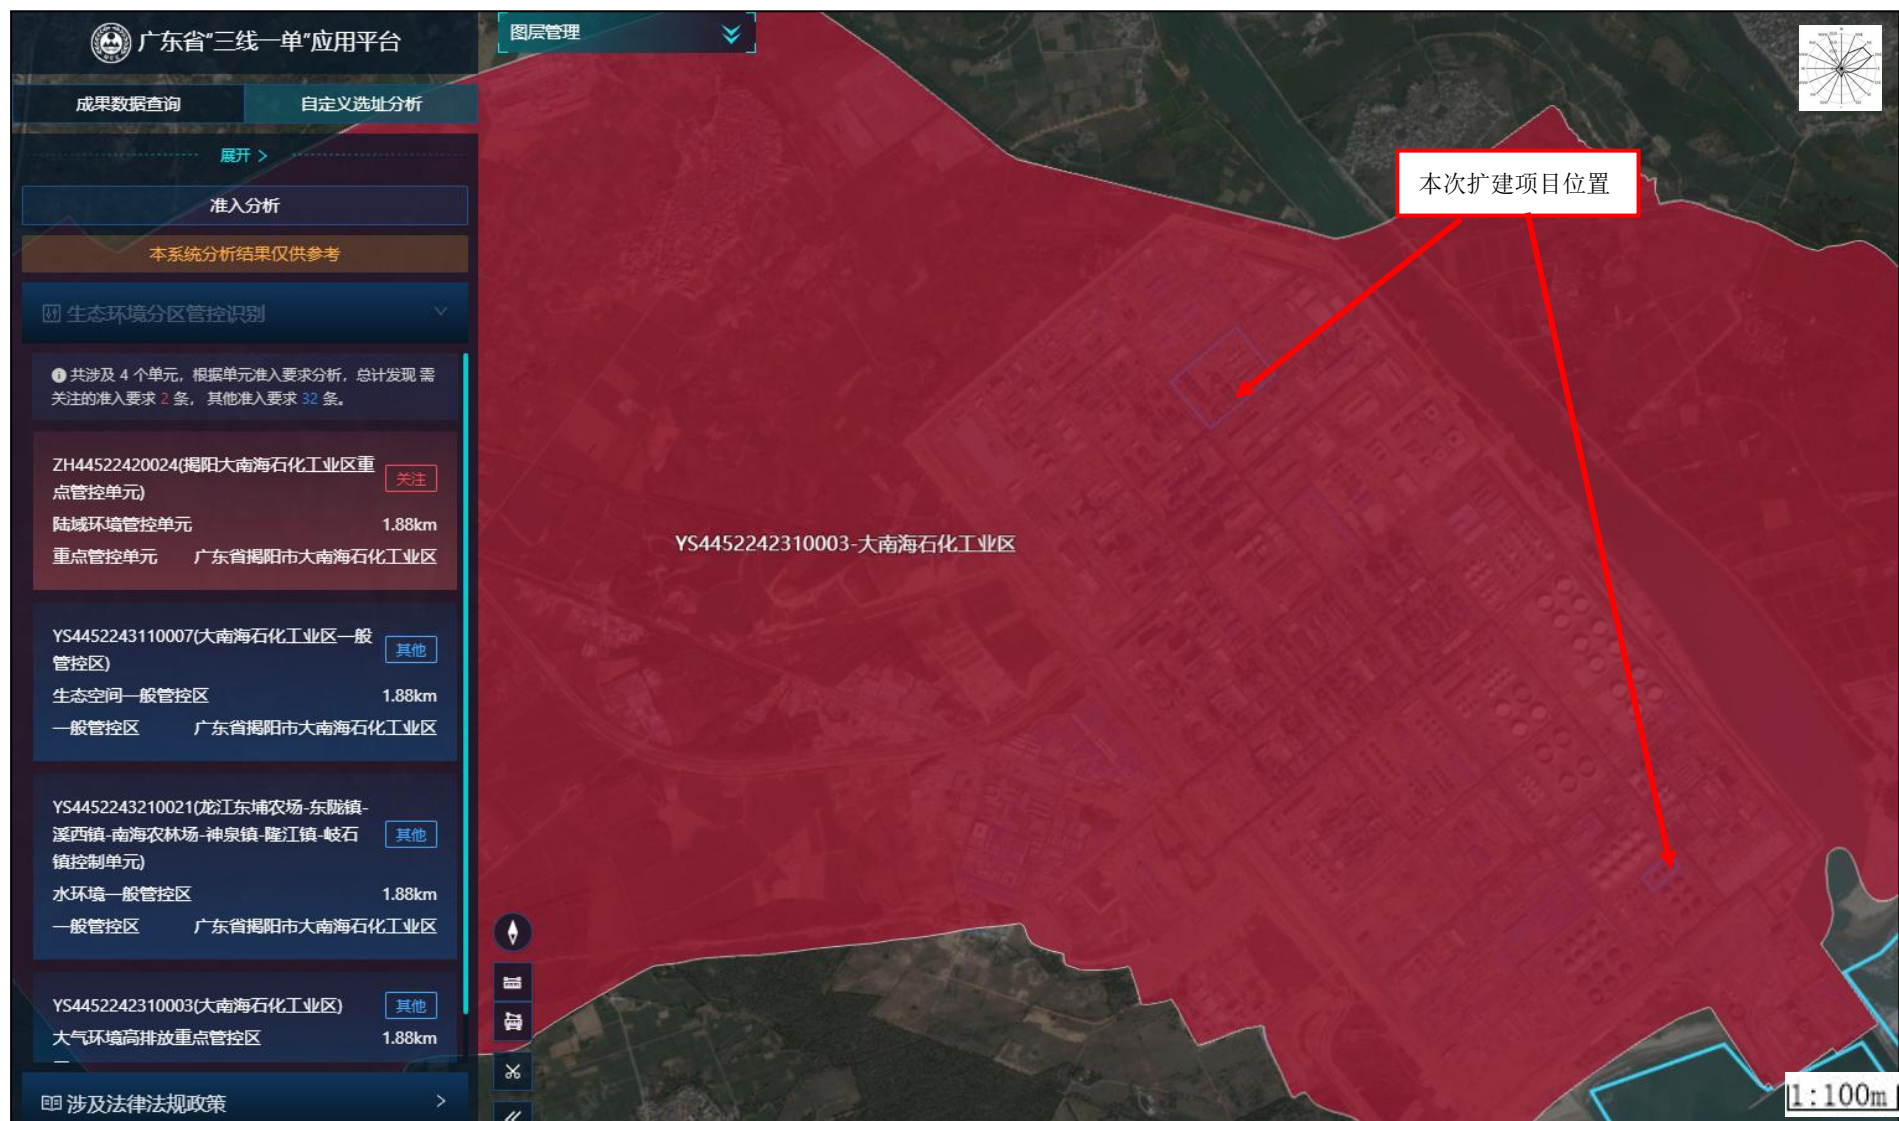 广东省“三线一单”应用平台
成果数据查询
自定义选址分析
展开 >
准入分析
本系统分析结果仅供参考
生态环境分区管控识别
共涉及 4 个单元，根据单元准入要求分析，总计发现 需
关注的准入要求 2 条， 其他准入要求 32 条。
ZH44522420024(揭阳大南海石化工业区重
点管控单元)
关注
陆域环境管控单元 1.88km
重点管控单元 广东省揭阳市大南海石化工业区
YS4452243110007(大南海石化工业区一般
管控区)
其他
生态空间一般管控区 1.88km
一般管控区 广东省揭阳市大南海石化工业区
YS4452243210021(龙江东埔农场-东陇镇-
溪西镇-南海农林场-神泉镇-隆江镇-岐石
镇控制单元)
其他
水环境一般管控区 1.88km
一般管控区 广东省揭阳市大南海石化工业区
YS4452242310003(大南海石化工业区)
其他
大气环境高排放重点管控区 1.88km
涉及法律法规政策 >
图层管理
本次扩建项目位置
YS4452242310003-大南海石化工业区
1:100m